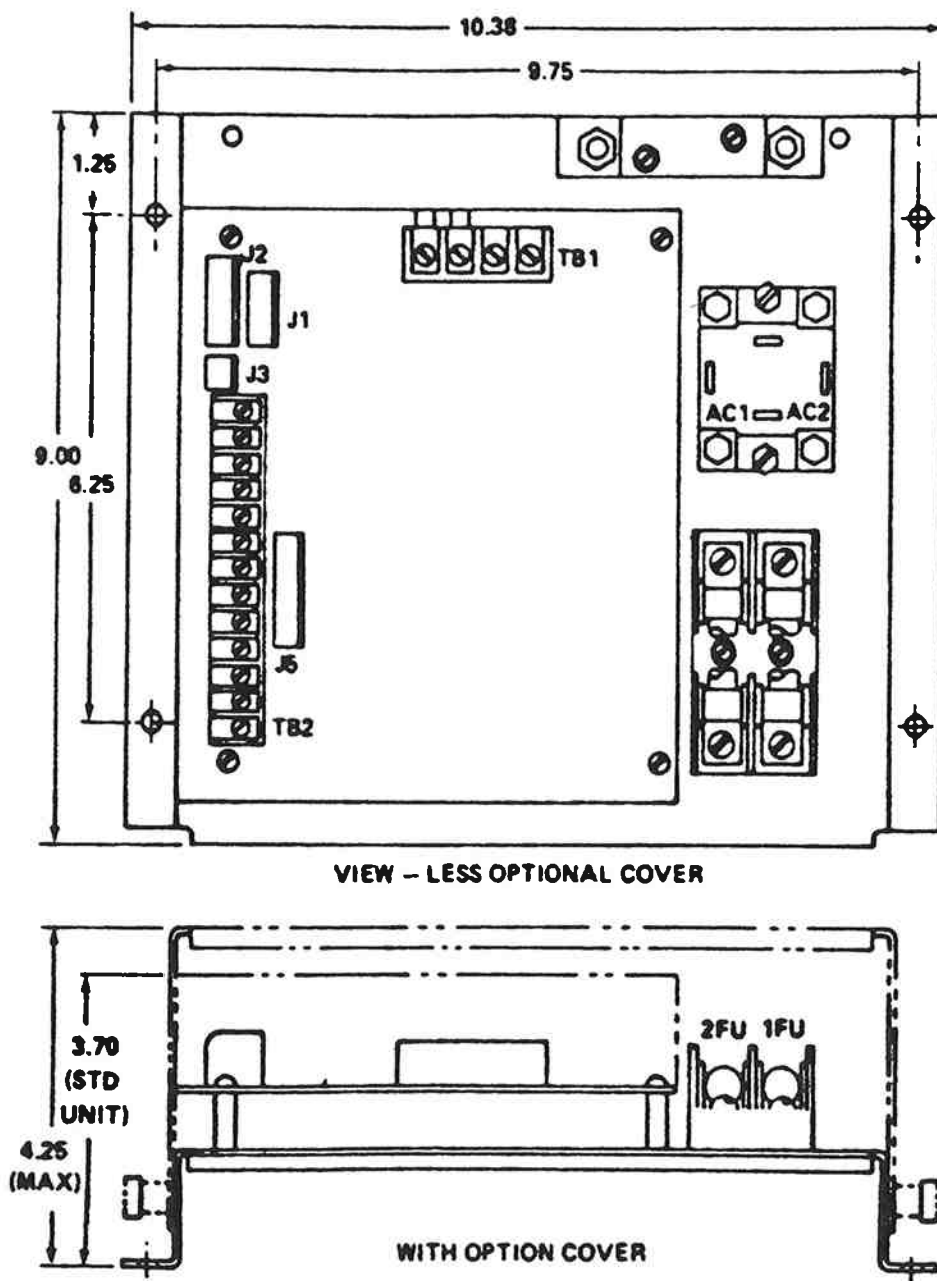 10.38
9.75
1.25
J2
TB1
J1
J3
AC1 AC2
9.00
6.25
J5
TB2
VIEW – LESS OPTIONAL COVER
2FU 1FU
3.70
(STD
UNIT)
4.25
(MAX)
WITH OPTION COVER